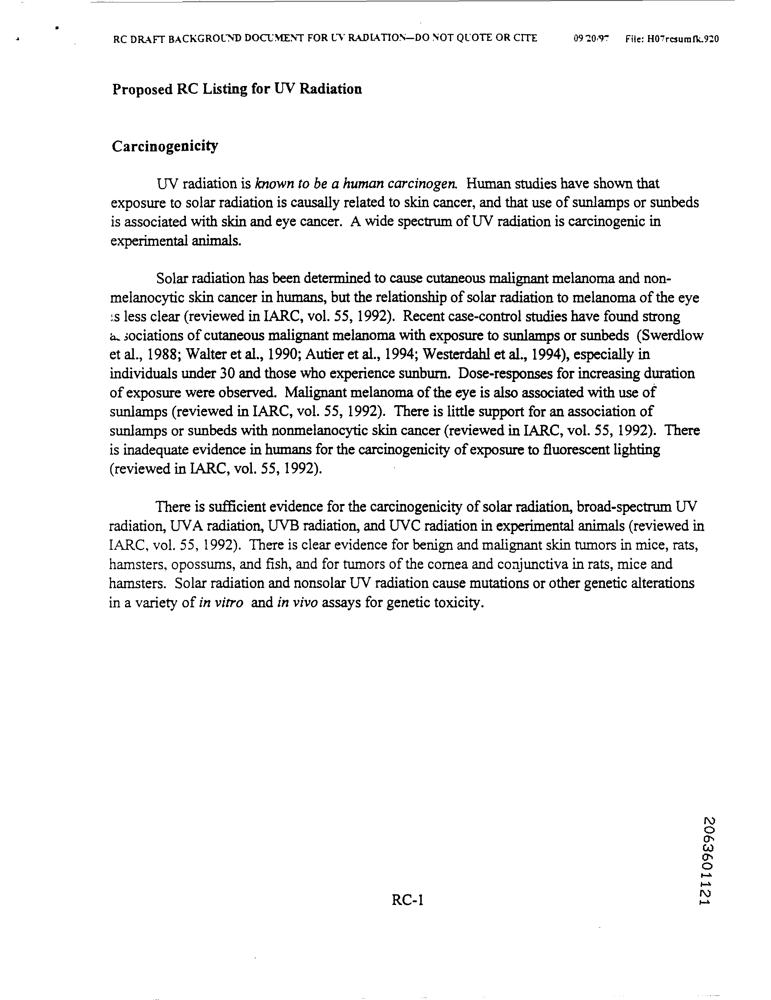 RC DRAFT BACKGROUND DOCUMENT FOR UV RADIATION—DO NOT QUOTE OR CITE 09/20/97 File: H07resumfk.920
Proposed RC Listing for UV Radiation
Carcinogenicity
UV radiation is known to be a human carcinogen. Human studies have shown that
exposure to solar radiation is causally related to skin cancer, and that use of sunlamps or sunbeds
is associated with skin and eye cancer. A wide spectrum of UV radiation is carcinogenic in
experimental animals.
Solar radiation has been determined to cause cutaneous malignant melanoma and non-
melanocytic skin cancer in humans, but the relationship of solar radiation to melanoma of the eye
is less clear (reviewed in IARC, vol. 55, 1992). Recent case-control studies have found strong
associations of cutaneous malignant melanoma with exposure to sunlamps or sunbeds (Swerdlow
et al., 1988; Walter et al., 1990; Autier et al., 1994; Westerdahl et al., 1994), especially in
individuals under 30 and those who experience sunburn. Dose-responses for increasing duration
of exposure were observed. Malignant melanoma of the eye is also associated with use of
sunlamps (reviewed in IARC, vol. 55, 1992). There is little support for an association of
sunlamps or sunbeds with nonmelanocytic skin cancer (reviewed in IARC, vol. 55, 1992). There
is inadequate evidence in humans for the carcinogenicity of exposure to fluorescent lighting
(reviewed in IARC, vol. 55, 1992).
There is sufficient evidence for the carcinogenicity of solar radiation, broad-spectrum UV
radiation, UVA radiation, UVB radiation, and UVC radiation in experimental animals (reviewed in
IARC, vol. 55, 1992). There is clear evidence for benign and malignant skin tumors in mice, rats,
hamsters, opossums, and fish, and for tumors of the cornea and conjunctiva in rats, mice and
hamsters. Solar radiation and nonsolar UV radiation cause mutations or other genetic alterations
in a variety of in vitro and in vivo assays for genetic toxicity.
RC-1
2063601121